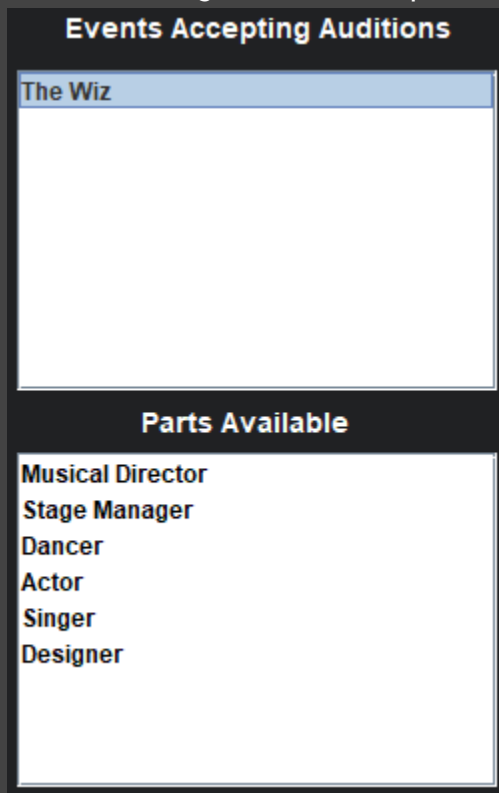 Events Accepting Auditions
The Wiz
Parts Available
Musical Director
Stage Manager
Dancer
Actor
Singer
Designer